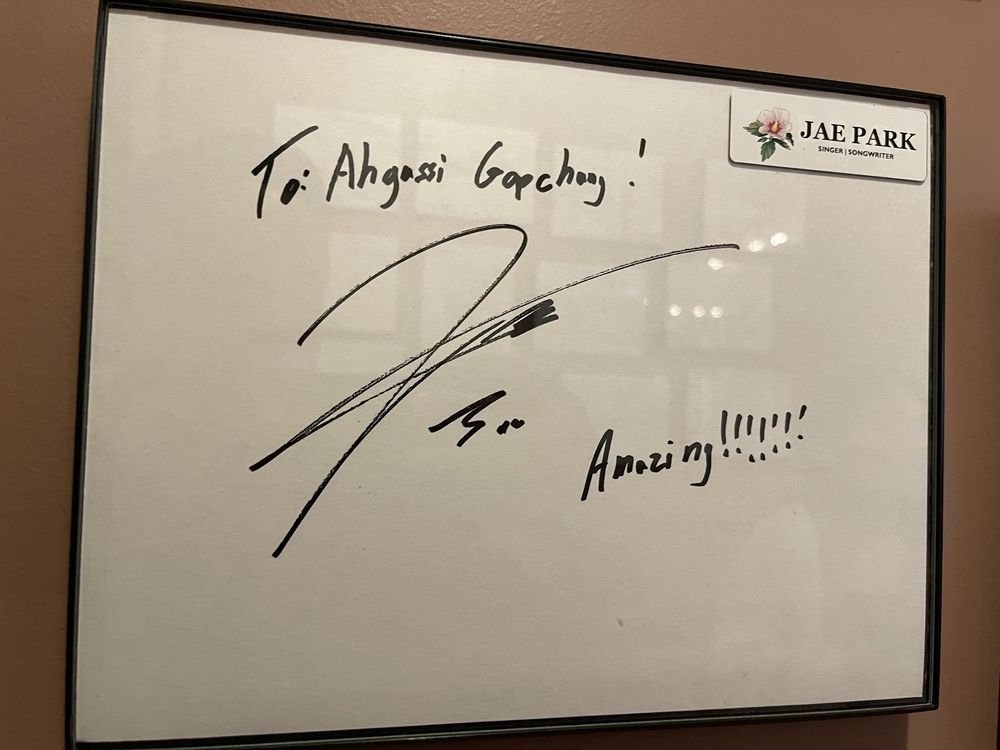 JAE PARK
SINGER | SONGWRITER
To: Ahgassi Gopchang!
Amazing!!!!!!!